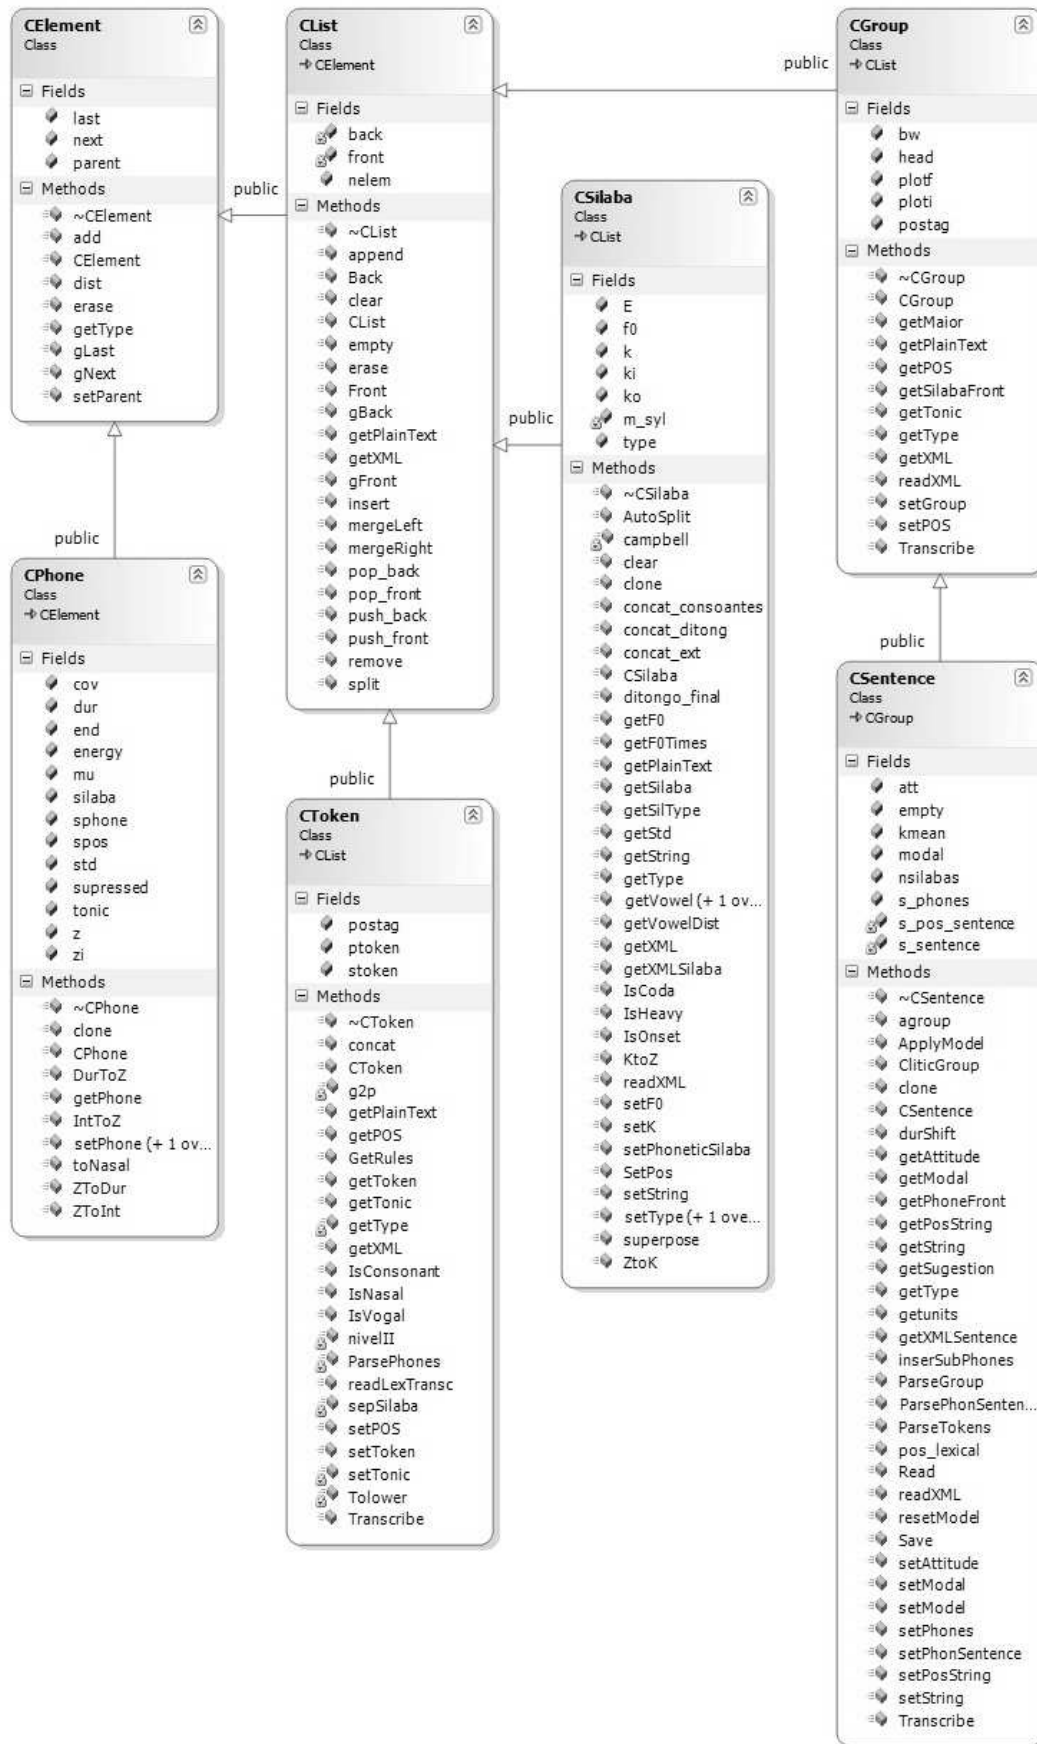 CElement
Class
Fields
last
next
parent
Methods
~CElement
add
CElement
dist
erase
getType
gLast
gNext
setParent
public
CPhone
Class
CElement
Fields
cov
dur
end
energy
mu
silaba
sphone
spos
std
supressed
tonic
z
zi
Methods
~CPhone
clone
CPhone
DurToZ
getPhone
IntToZ
setPhone (+ 1 ov...
toNasal
ZToDur
ZToInt
public
CList
Class
CElement
Fields
back
front
nelem
Methods
~CList
append
Back
clear
CList
empty
erase
Front
gBack
getPlainText
getXML
gFront
insert
mergeLeft
mergeRight
pop_back
pop_front
push_back
push_front
remove
split
public
CToken
Class
CList
Fields
postag
ptoken
stoken
Methods
~CToken
concat
CToken
g2p
getPlainText
getPOS
GetRules
getToken
getTonic
getType
getXML
IsConsonant
IsNasal
IsVogal
nivelII
ParsePhones
readLexTransc
sepSilaba
setPOS
setToken
setTonic
Tolower
Transcribe
public
CSilaba
Class
CList
Fields
E
f0
k
ki
ko
m_syl
type
Methods
~CSilaba
AutoSplit
campbell
clear
clone
concat_consoantes
concat_ditong
concat_ext
CSilaba
ditongo_final
getF0
getF0Times
getPlainText
getSilaba
getSilType
getStd
getString
getType
getVowel (+ 1 ov...
getVowelDist
getXML
getXMLSilaba
IsCoda
IsHeavy
IsOnset
KtoZ
readXML
setF0
setK
setPhoneticSilaba
SetPos
setString
setType (+ 1 ove...
superpose
ZtoK
public
CGroup
Class
CList
Fields
bw
head
plotf
ploti
postag
Methods
~CGroup
CGroup
getMaior
getPlainText
getPOS
getSilabaFront
getTonic
getType
getXML
readXML
setGroup
setPOS
Transcribe
public
CSentence
Class
CGroup
Fields
att
empty
kmean
modal
nsilabas
s_phones
s_pos_sentence
s_sentence
Methods
~CSentence
agroup
ApplyModel
CliticGroup
clone
CSentence
durShift
getAttitude
getModal
getPhoneFront
getPosString
getString
getSugestion
getType
getunits
getXMLSentence
inserSubPhones
ParseGroup
ParsePhonSenten...
ParseTokens
pos_lexical
Read
readXML
resetModel
Save
setAttitude
setModal
setModel
setPhones
setPhonSentence
setPosString
setString
Transcribe